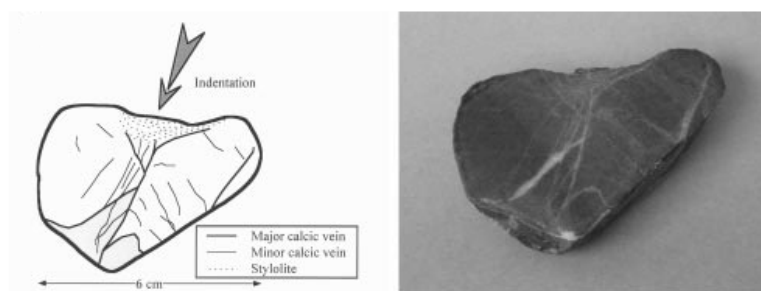 Indentation
Major calcic vein
Minor calcic vein
Stylolite
6 cm